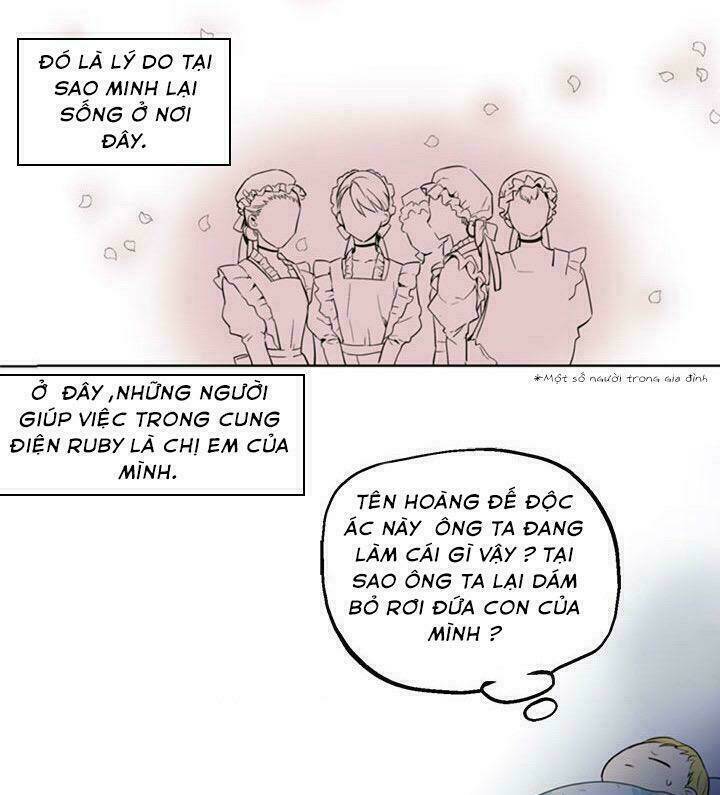 ĐÓ LÀ LÝ DO TẠI
SAO MINH LẠI
SỐNG Ở NƠI
ĐÂY.
*Một số người trong gia đình
Ở ĐÂY ,NHỮNG NGƯỜI
GIÚP VIỆC TRONG CUNG
ĐIỆN RUBY LÀ CHỊ EM CỦA
MÌNH.
TÊN HOÀNG ĐẾ ĐỘC
ÁC NÀY ÔNG TA ĐANG
LÀM CÁI GÌ VẬY ? TẠI
SAO ÔNG TA LẠI DÁM
BỎ RƠI ĐỨA CON CỦA
MÌNH ?